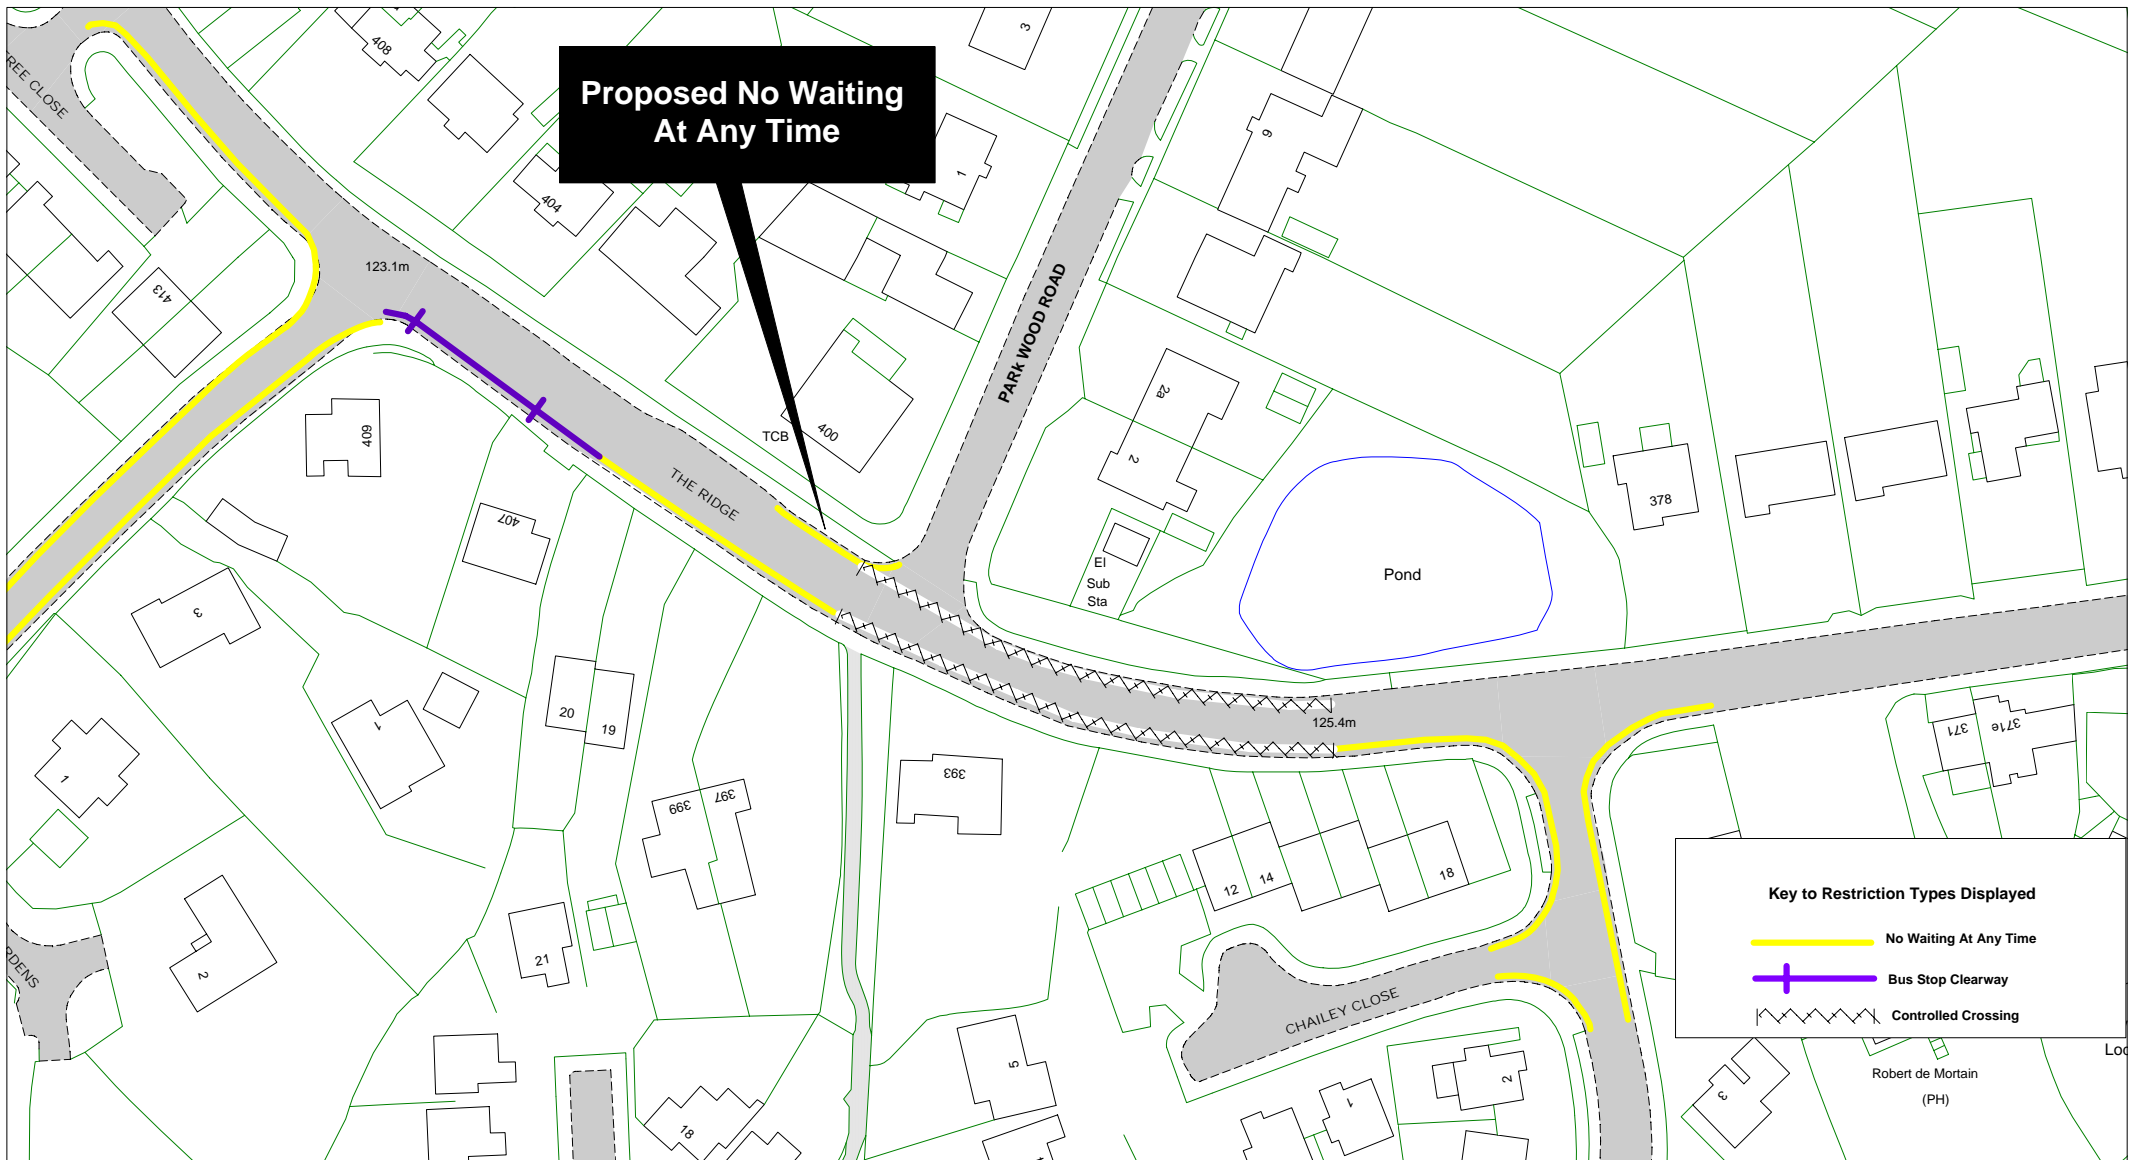 408
3
REE CLOSE
Proposed No Waiting
At Any Time
1
9
404
123.1m
413
PARK WOOD ROAD
2a
TCB
400
409
2
THE RIDGE
407
378
El
Sub
Sta
Pond
3
20
19
1
125.4m
371
371e
1
399
397
393
12
14
18
Key to Restriction Types Displayed
No Waiting At Any Time
Bus Stop Clearway
Controlled Crossing
21
2
RDENS
CHAILEY CLOSE
5
2
1
18
3
Loc
Robert de Mortain
(PH)